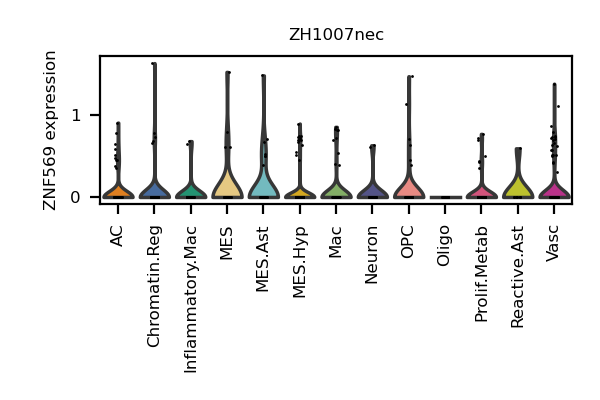 ZH1007nec
ZNF569 expression
1
0
AC
Chromatin.Reg
Inflammatory.Mac
MES
MES.Ast
MES.Hyp
Mac
Neuron
OPC
Oligo
Prolif.Metab
Reactive.Ast
Vasc